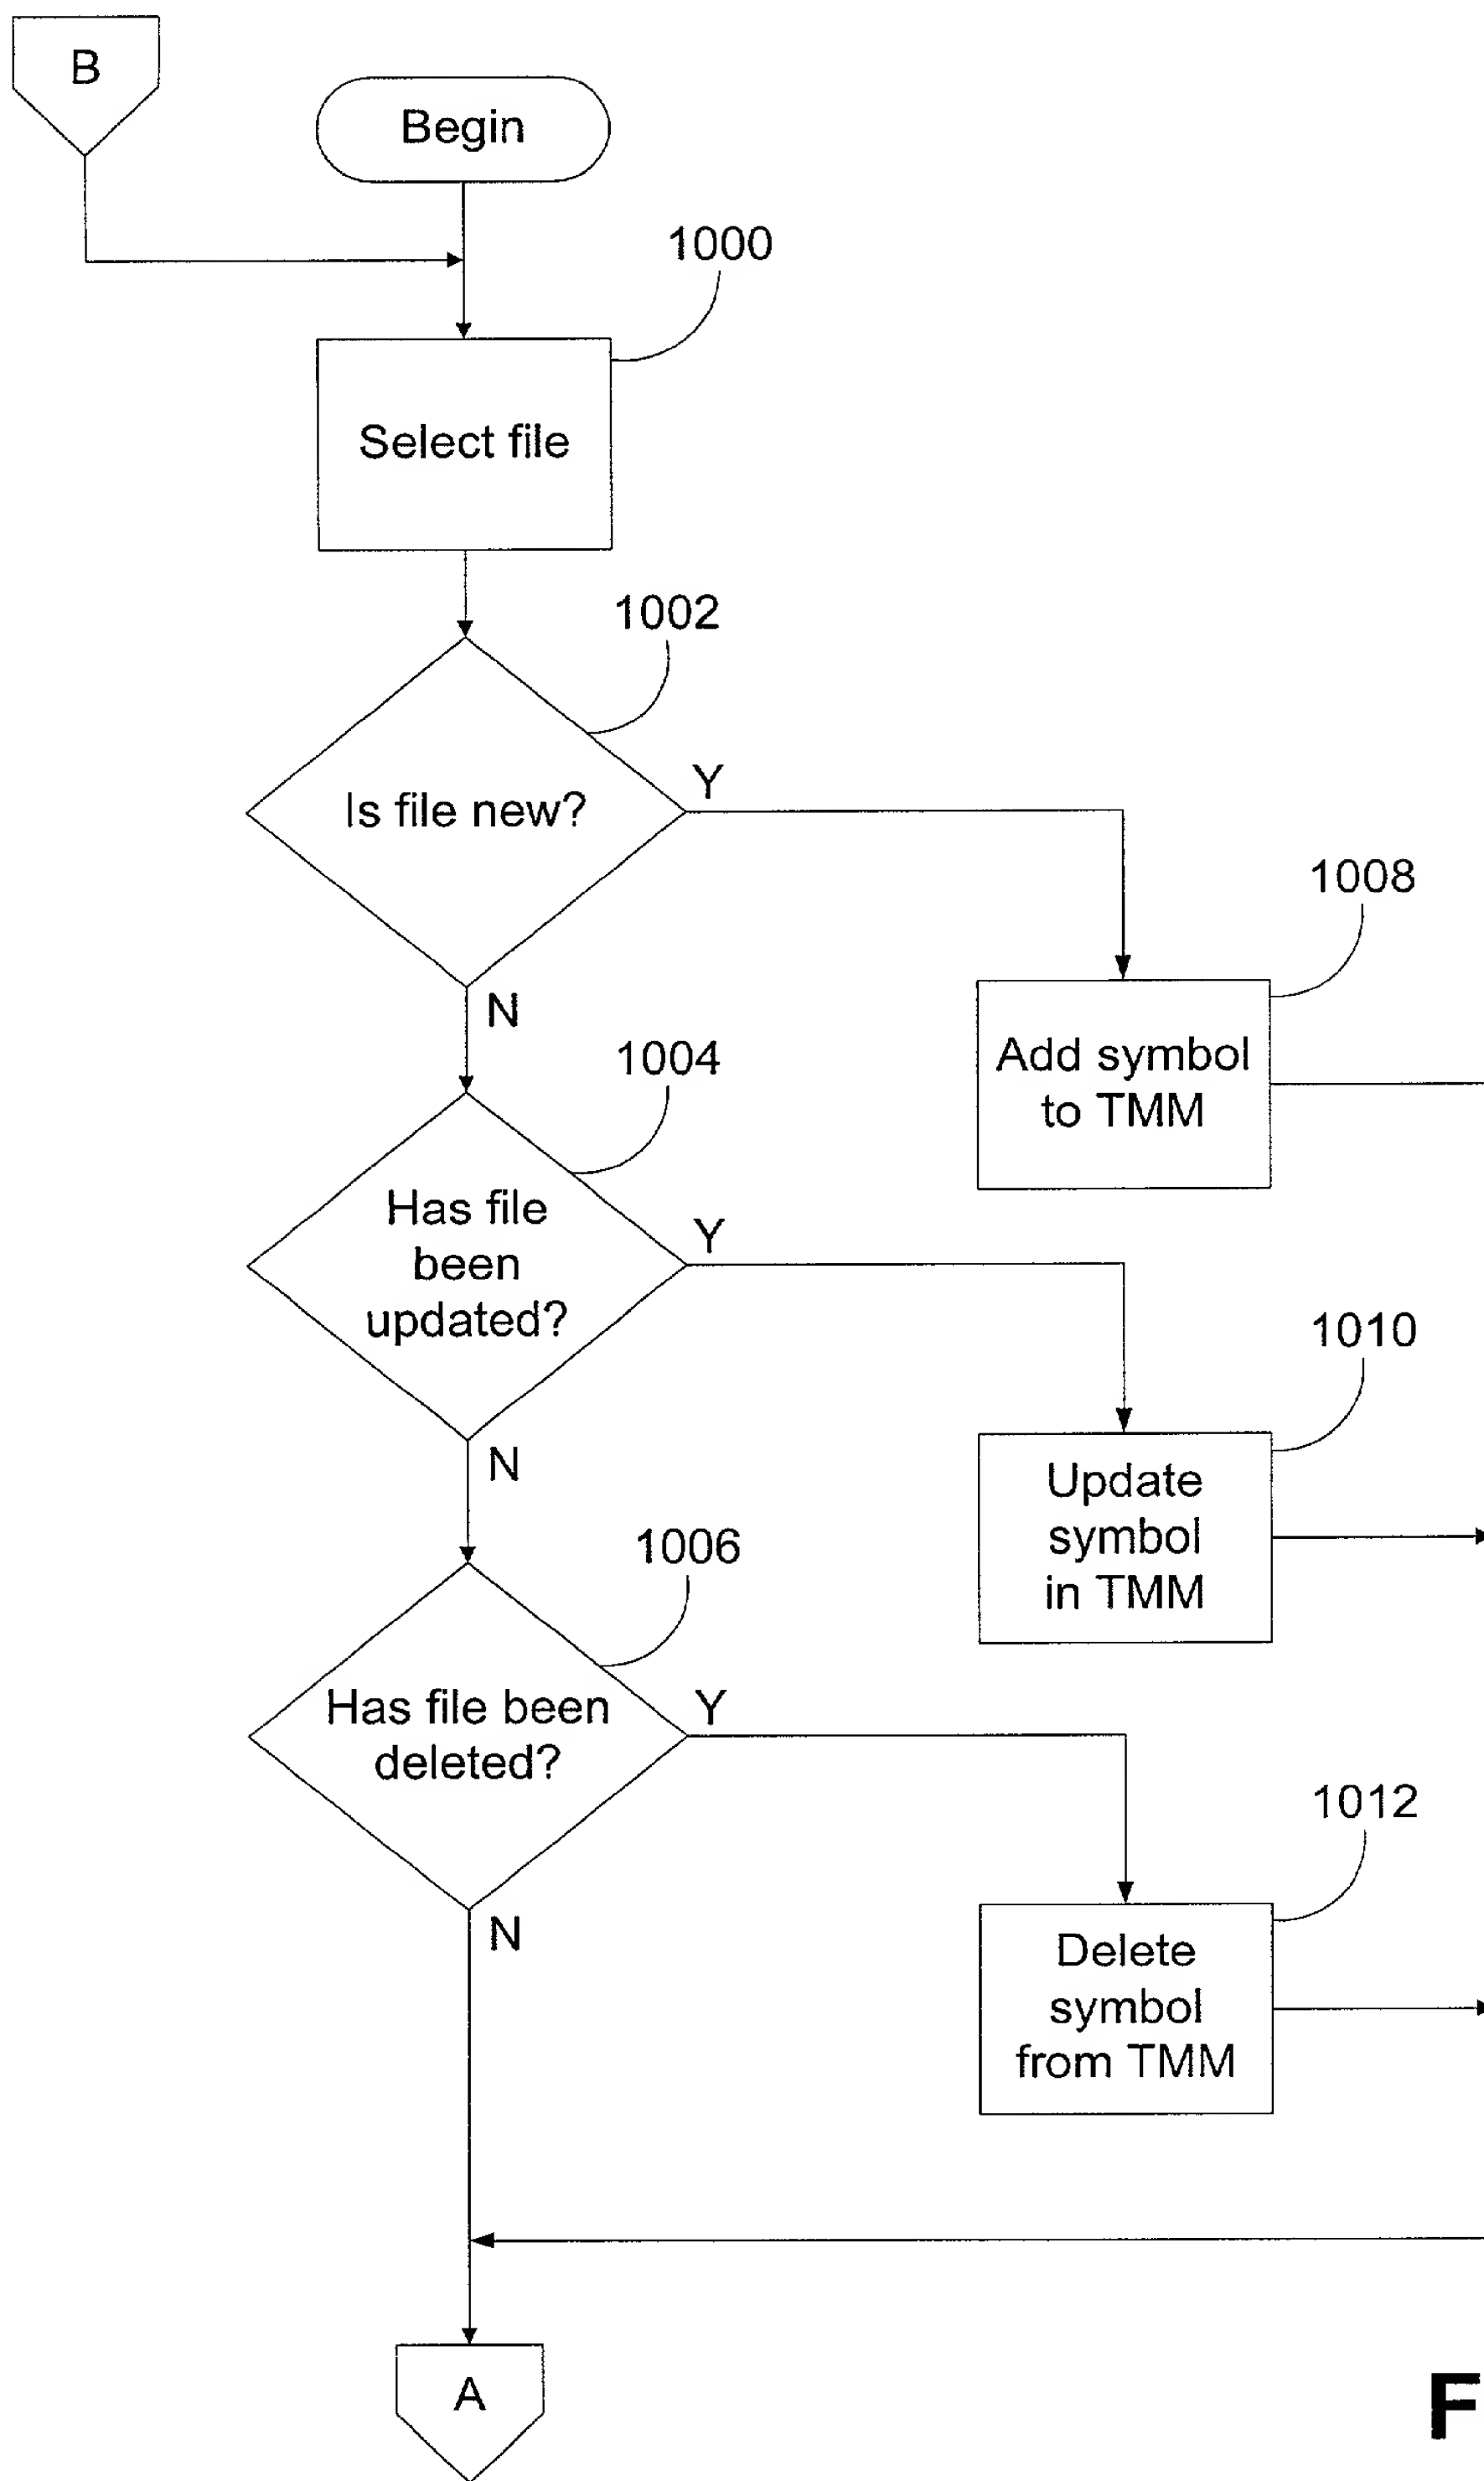 B
Begin
1000
Select file
1002
Is file new?
Y
N
1008
Add symbol
to TMM
1004
Has file
been
updated?
Y
N
1010
Update
symbol
in TMM
1006
Has file been
deleted?
Y
N
1012
Delete
symbol
from TMM
A
F